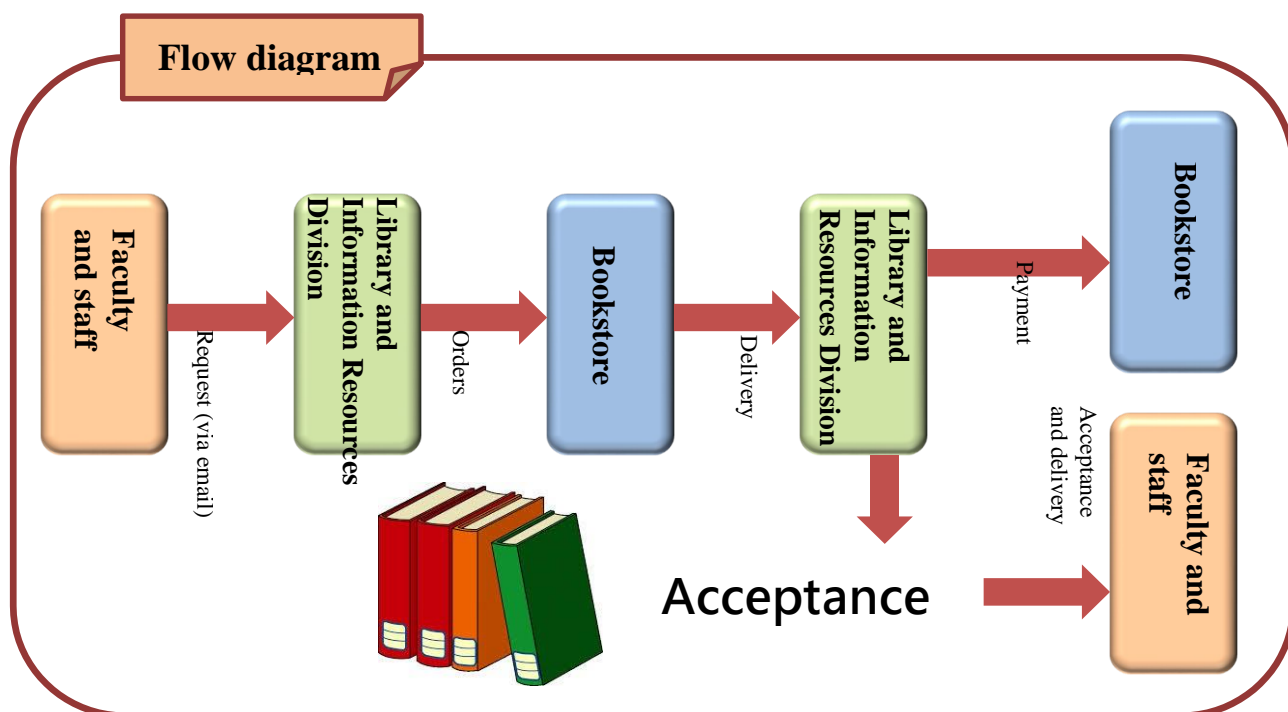 Flow diagram
Faculty
and staff
Request (via email)
Library and
Information Resources
Division
Orders
Bookstore
Delivery
Library and
Information
Resources Division
Payment
Bookstore
Acceptance
Acceptance
and delivery
Faculty and
staff